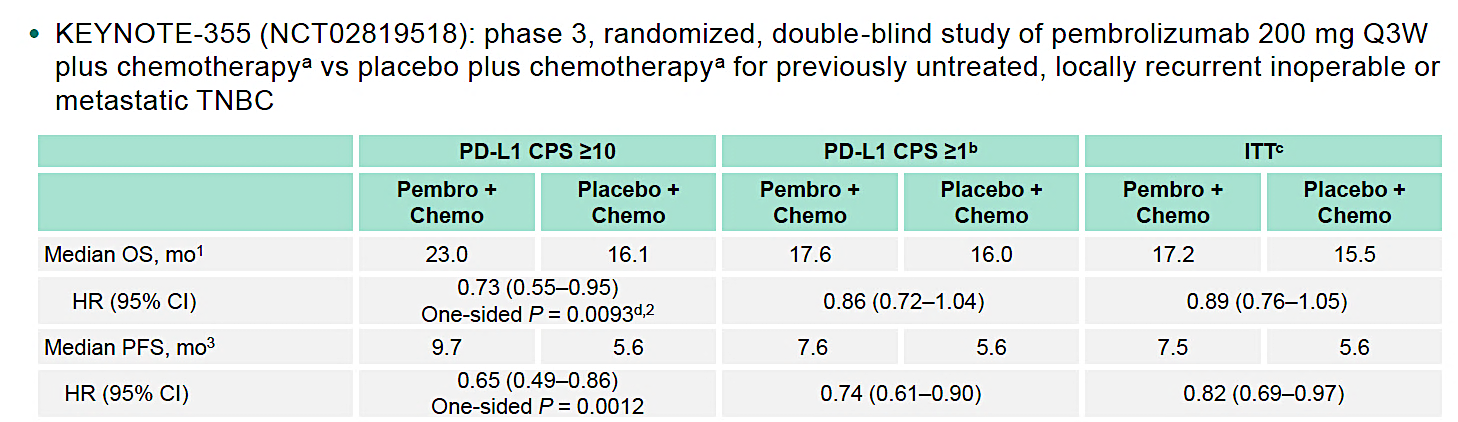 • KEYNOTE-355 (NCT02819518): phase 3, randomized, double-blind study of pembrolizumab 200 mg Q3W
plus chemotherapyᵃ vs placebo plus chemotherapyᵃ for previously untreated, locally recurrent inoperable or
metastatic TNBC
PD-L1 CPS ≥10 PD-L1 CPS ≥1ᵇ ITTᶜ
Pembro + Chemo Placebo + Chemo Pembro + Chemo Placebo + Chemo Pembro + Chemo Placebo + Chemo
Median OS, mo¹ 23.0 16.1 17.6 16.0 17.2 15.5
HR (95% CI) 0.73 (0.55–0.95) One-sided P = 0.0093ᵈ,² 0.86 (0.72–1.04) 0.89 (0.76–1.05)
Median PFS, mo³ 9.7 5.6 7.6 5.6 7.5 5.6
HR (95% CI) 0.65 (0.49–0.86) One-sided P = 0.0012 0.74 (0.61–0.90) 0.82 (0.69–0.97)